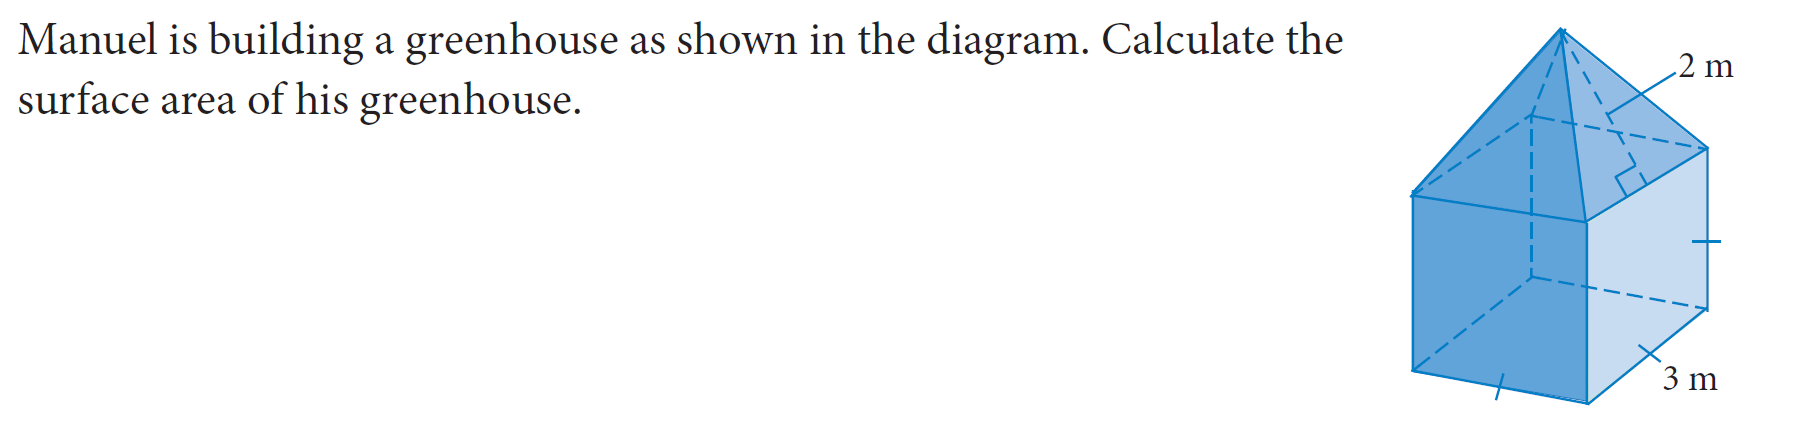 Manuel is building a greenhouse as shown in the diagram. Calculate the
surface area of his greenhouse.
2 m
3 m